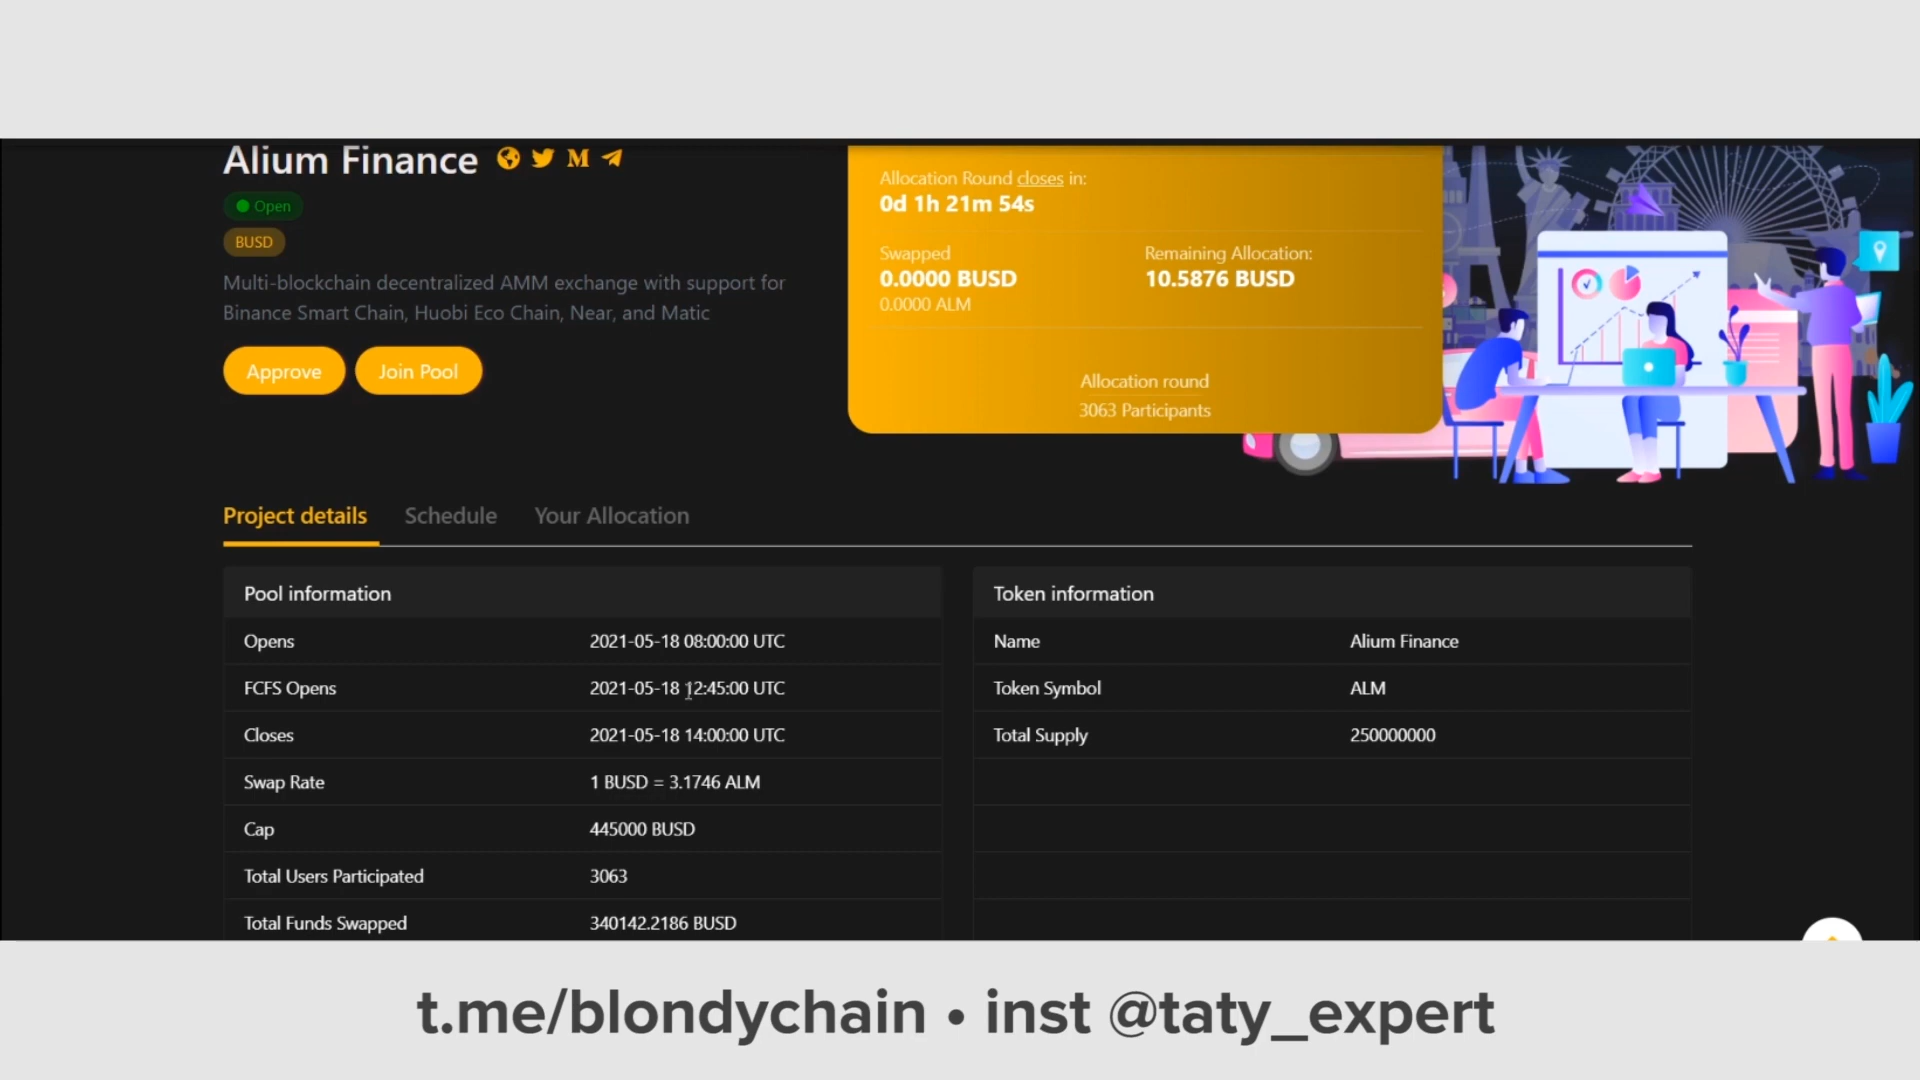 Alium Finance
Open
BUSD
Multi-blockchain decentralized AMM exchange with support for
Binance Smart Chain, Huobi Eco Chain, Near, and Matic
Approve
Join Pool
Allocation Round closes in:
0d 1h 21m 54s
Swapped
0.0000 BUSD
0.0000 ALM
Remaining Allocation:
10.5876 BUSD
Allocation round
3063 Participants
Project details
Schedule
Your Allocation
Pool information
Opens 2021-05-18 08:00:00 UTC
FCFS Opens 2021-05-18 12:45:00 UTC
Closes 2021-05-18 14:00:00 UTC
Swap Rate 1 BUSD = 3.1746 ALM
Cap 445000 BUSD
Total Users Participated 3063
Total Funds Swapped 340142.2186 BUSD
Token information
Name Alium Finance
Token Symbol ALM
Total Supply 250000000
t.me/blondychain • inst @taty_expert